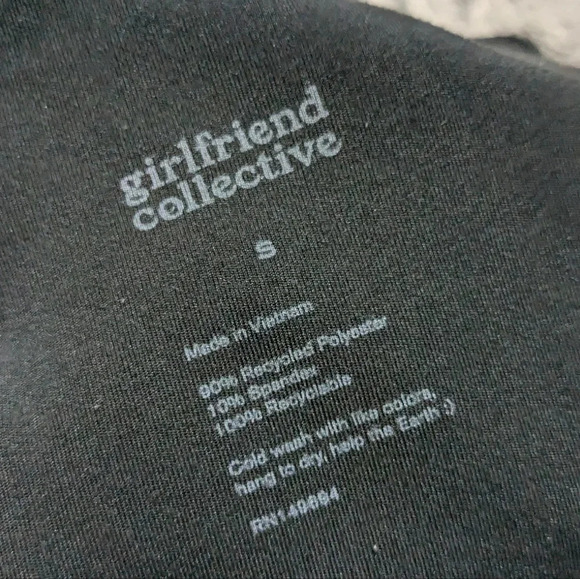 girlfriend
collective
S
Made in Vietnam
90% Recycled Polyester
10% Spandex
100% Recyclable
Cold wash with like colors,
hang to dry, help the Earth :)
RN149694